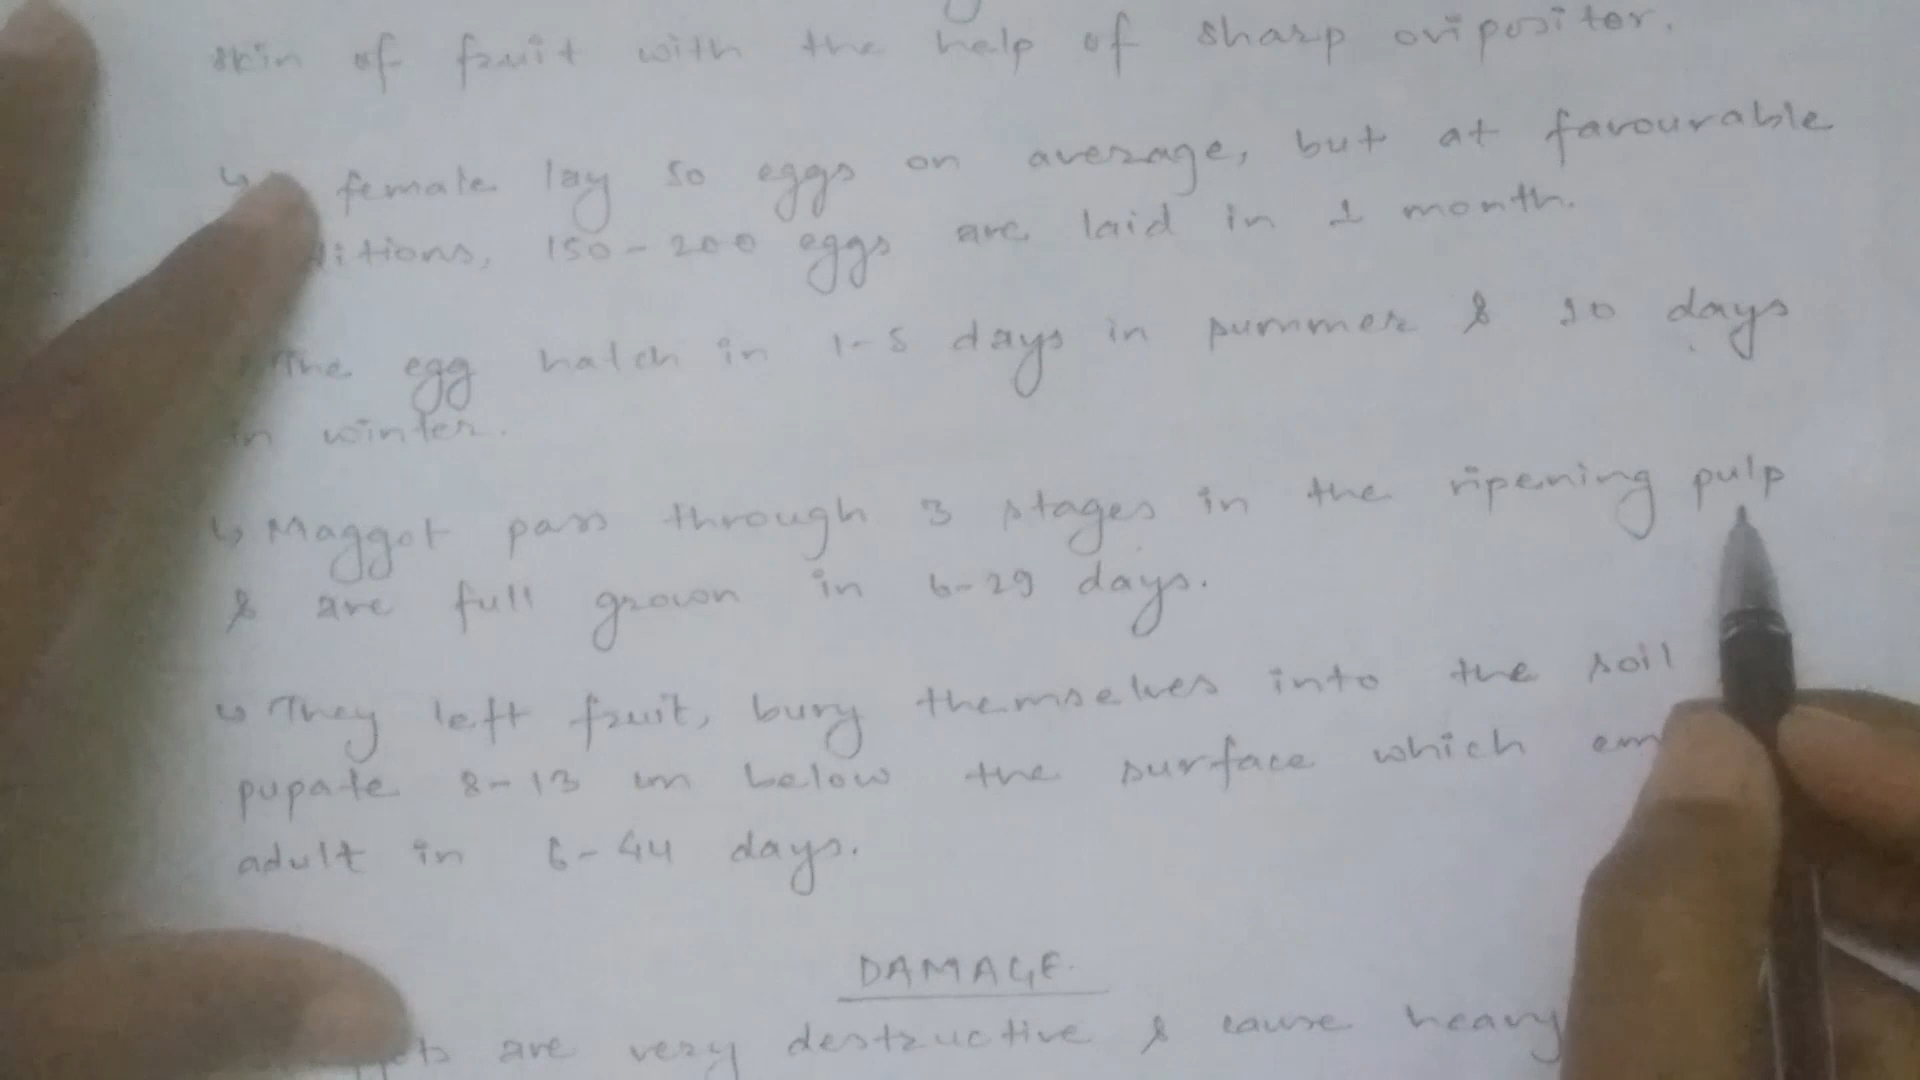 skin of fruit with the help of sharp ovipositor.
↳ female lay 50 eggs on average, but at favourable
ditions, 150-200 eggs are laid in 1 month.
The egg hatch in 1-5 days in summer & 10 days
in winter.
↳ Maggot pass through 3 stages in the ripening pulp
& are full grown in 6-29 days.
↳ They left fruit, bury themselves into the soil
pupate 8-13 cm below the surface which em
adult in 6-44 days.
DAMAGE.
are very destructive & cause heavy